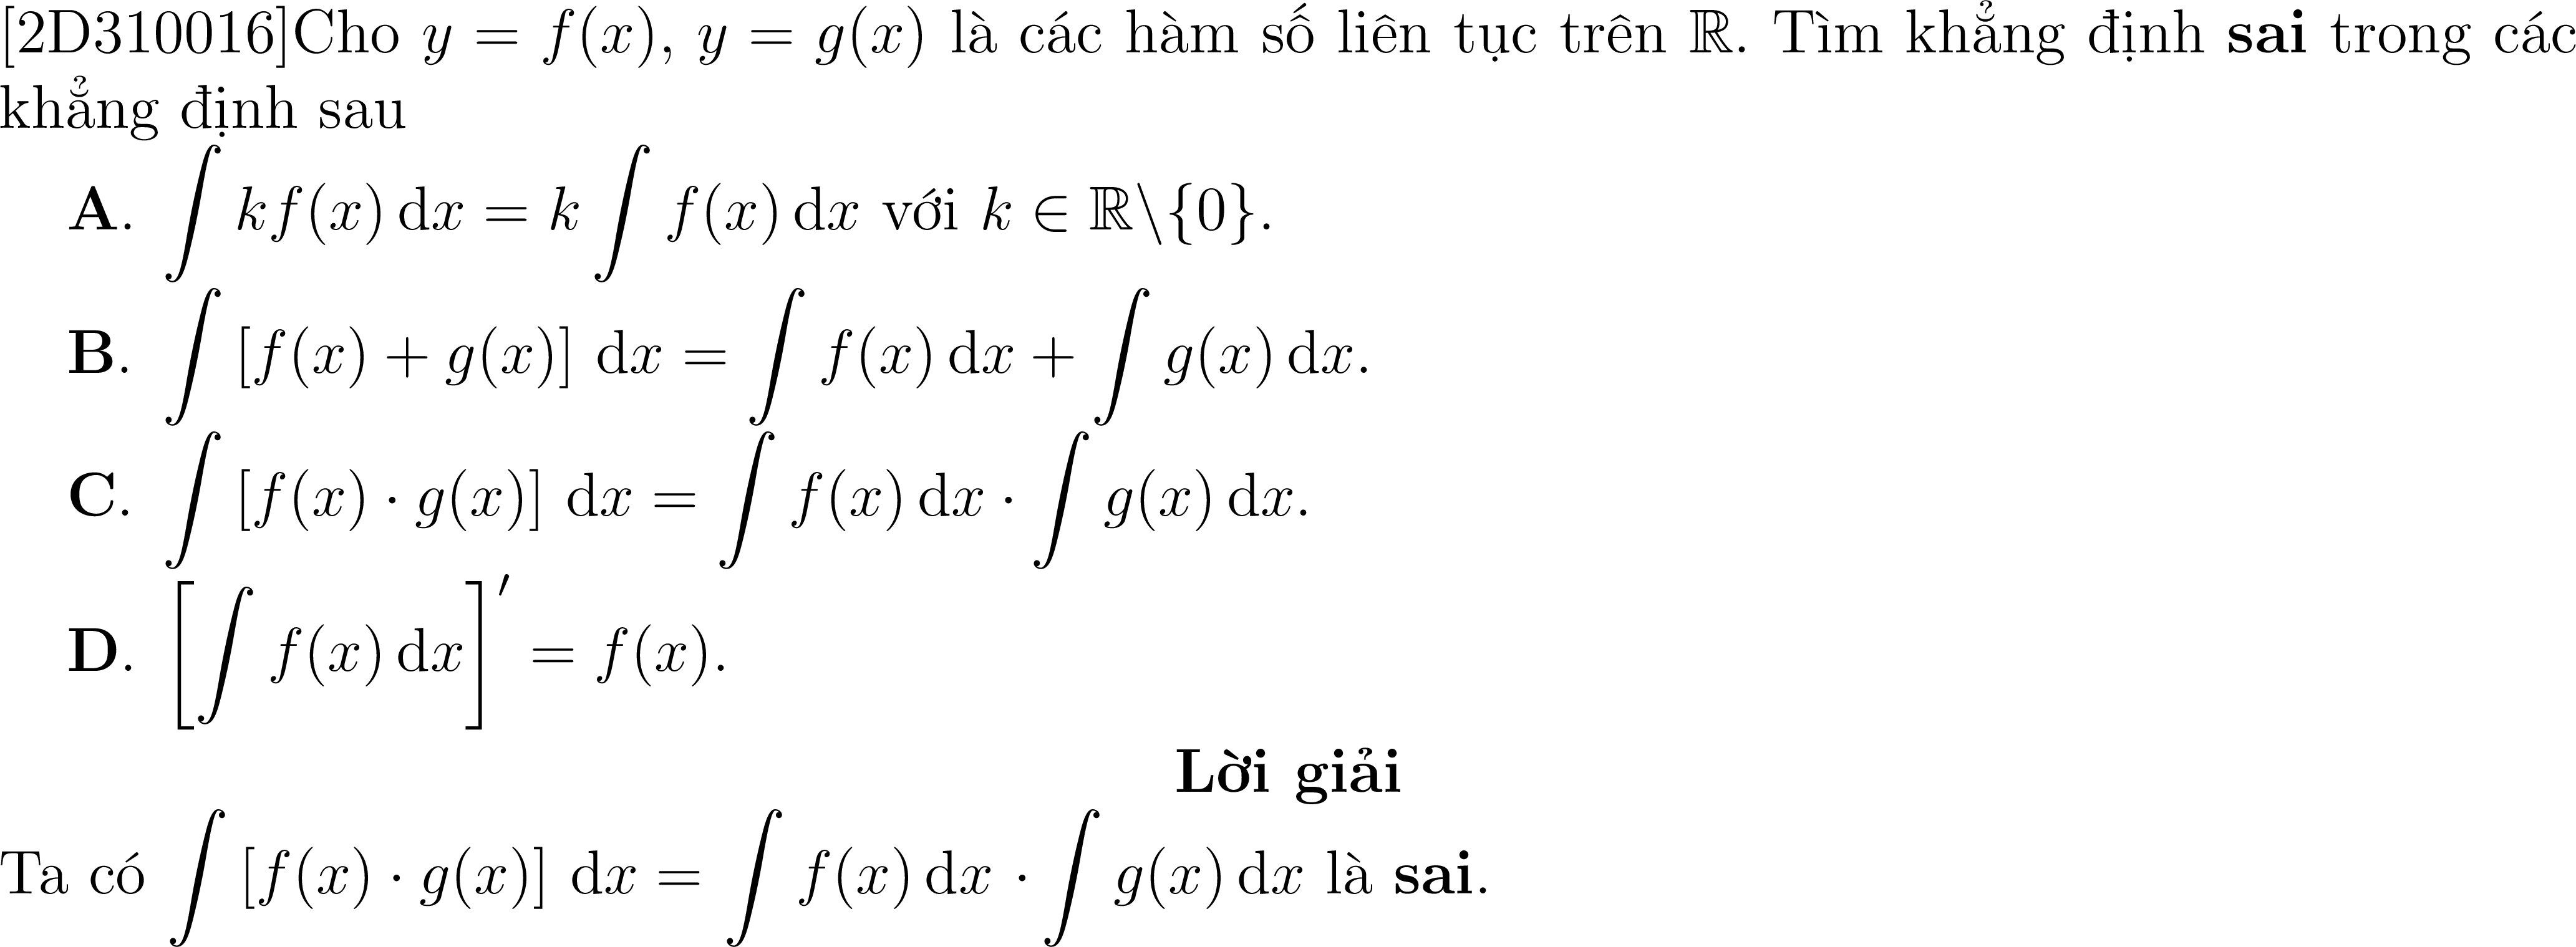 [2D310016]Cho y = f(x), y = g(x) là các hàm số liên tục trên ℝ. Tìm khẳng định sai trong các
khẳng định sau
A. ∫ kf(x) dx = k ∫ f(x) dx với k ∈ ℝ\{0}.
B. ∫ [f(x) + g(x)] dx = ∫ f(x) dx + ∫ g(x) dx.
C. ∫ [f(x) · g(x)] dx = ∫ f(x) dx · ∫ g(x) dx.
D. [∫ f(x) dx]′ = f(x).
Lời giải
Ta có ∫ [f(x) · g(x)] dx = ∫ f(x) dx · ∫ g(x) dx là sai.